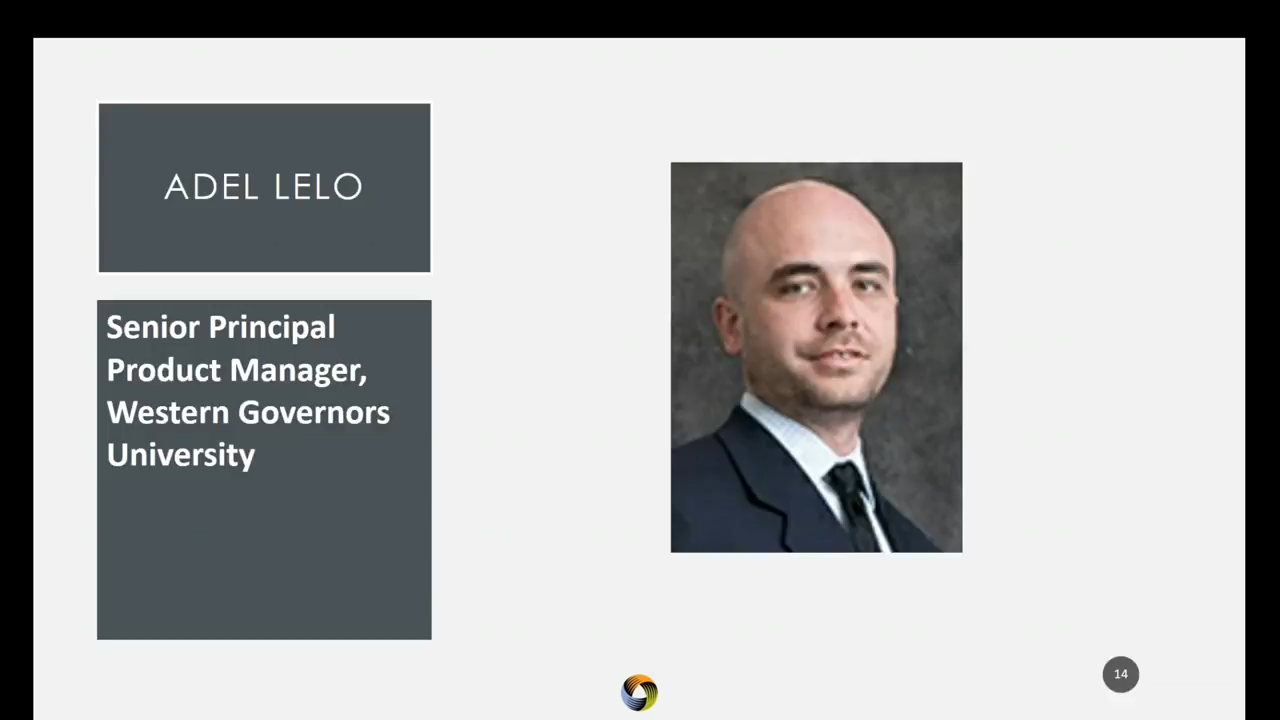 ADEL LELO
Senior Principal
Product Manager,
Western Governors
University
14